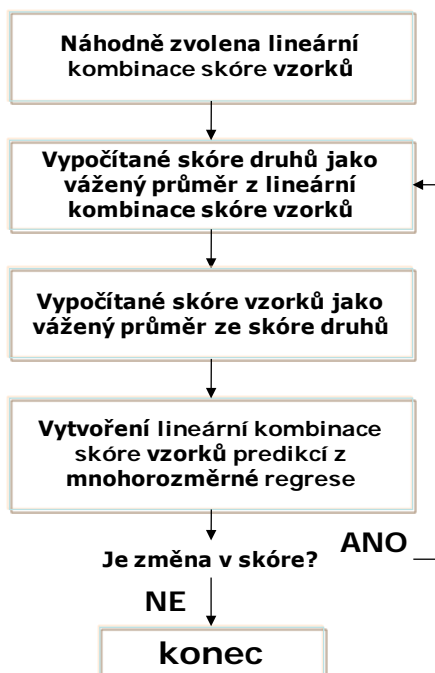 Náhodně zvolena lineární
kombinace skóre vzorků
Vypočítané skóre druhů jako
vážený průměr z lineární
kombinace skóre vzorků
Vypočítané skóre vzorků jako
vážený průměr ze skóre druhů
Vytvoření lineární kombinace
skóre vzorků predikcí z
mnohorozměrné regrese
Je změna v skóre?
ANO
NE
konec